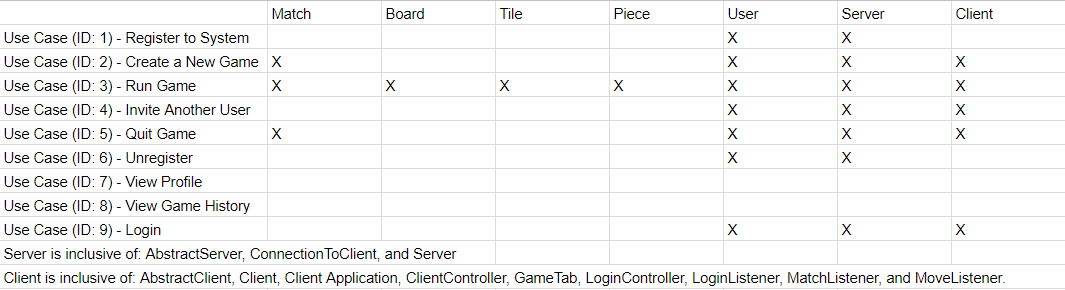 Match Board Tile Piece User Server Client
Use Case (ID: 1) - Register to System X X
Use Case (ID: 2) - Create a New Game X X X X
Use Case (ID: 3) - Run Game X X X X X X X
Use Case (ID: 4) - Invite Another User X X X
Use Case (ID: 5) - Quit Game X X X X
Use Case (ID: 6) - Unregister X X
Use Case (ID: 7) - View Profile
Use Case (ID: 8) - View Game History
Use Case (ID: 9) - Login X X X
Server is inclusive of: AbstractServer, ConnectionToClient, and Server
Client is inclusive of: AbstractClient, Client, Client Application, ClientController, GameTab, LoginController, LoginListener, MatchListener, and MoveListener.